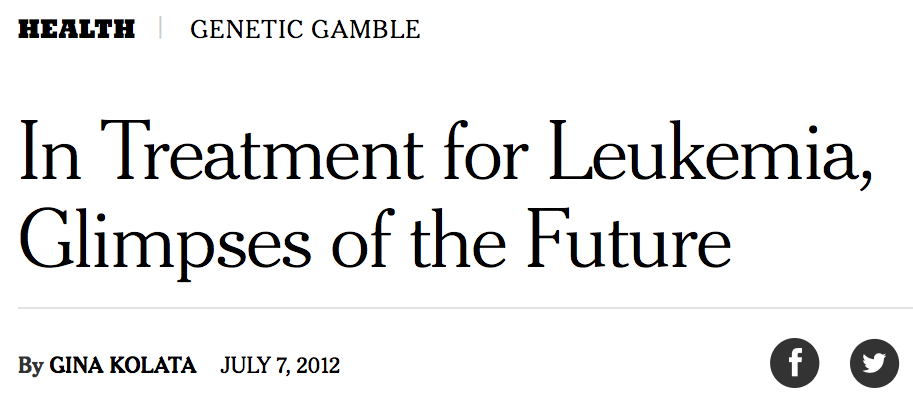 HEALTH | GENETIC GAMBLE
In Treatment for Leukemia,
Glimpses of the Future
By GINA KOLATA JULY 7, 2012